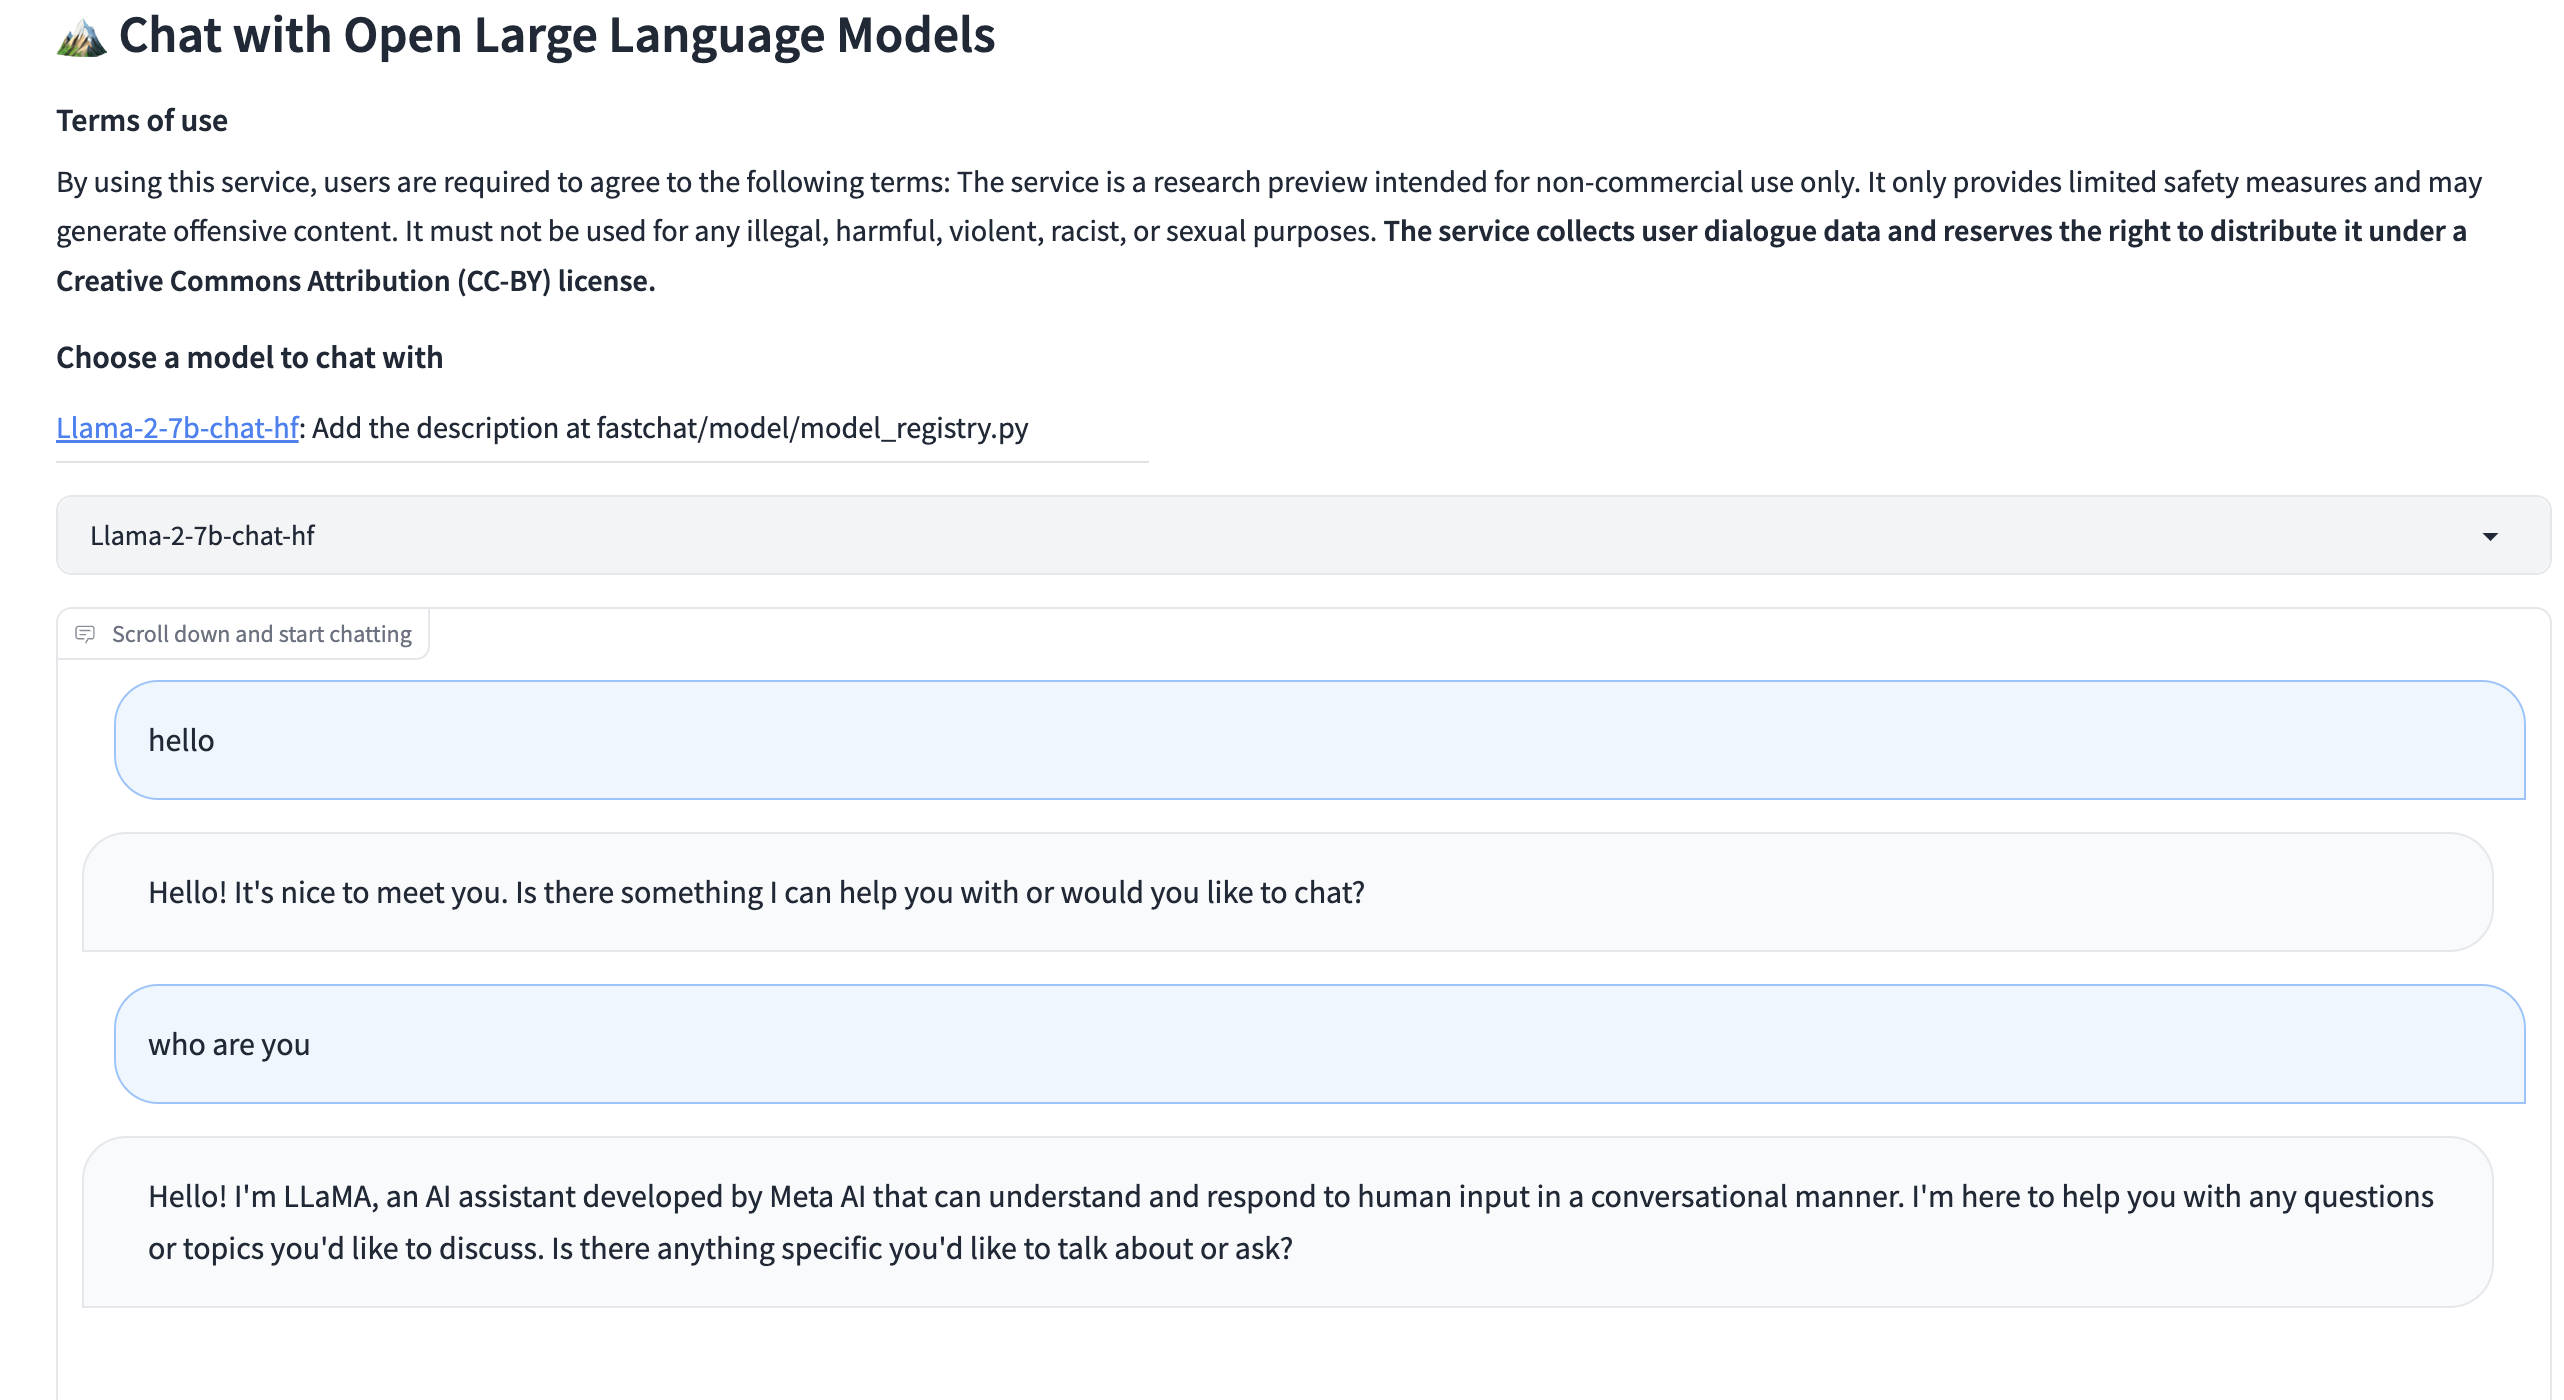 Chat with Open Large Language Models
Terms of use
By using this service, users are required to agree to the following terms: The service is a research preview intended for non-commercial use only. It only provides limited safety measures and may
generate offensive content. It must not be used for any illegal, harmful, violent, racist, or sexual purposes. The service collects user dialogue data and reserves the right to distribute it under a
Creative Commons Attribution (CC-BY) license.
Choose a model to chat with
Llama-2-7b-chat-hf: Add the description at fastchat/model/model_registry.py
Llama-2-7b-chat-hf
Scroll down and start chatting
hello
Hello! It's nice to meet you. Is there something I can help you with or would you like to chat?
who are you
Hello! I'm LLaMA, an AI assistant developed by Meta AI that can understand and respond to human input in a conversational manner. I'm here to help you with any questions
or topics you'd like to discuss. Is there anything specific you'd like to talk about or ask?